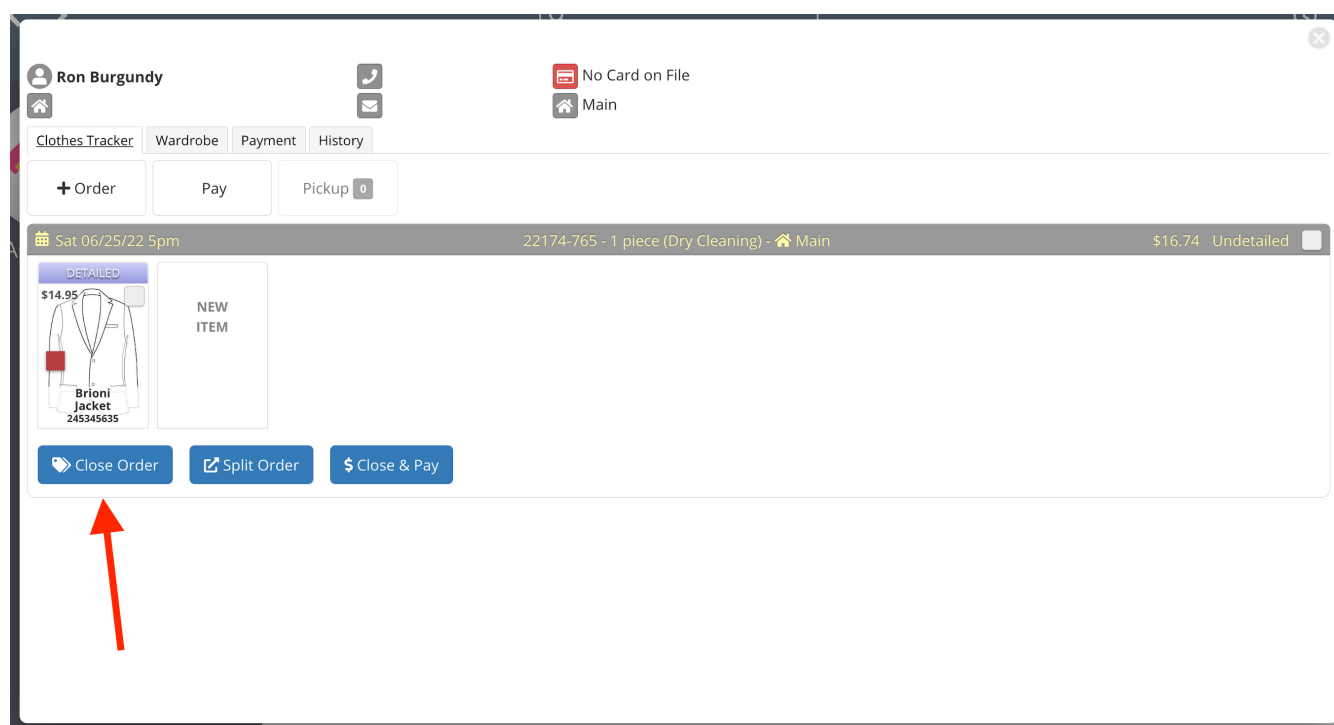 Ron Burgundy
No Card on File
Main
Clothes Tracker Wardrobe Payment History
+ Order Pay Pickup 0
Sat 06/25/22 5pm 22174-765 - 1 piece (Dry Cleaning) - Main $16.74 Undetailed
DETAILED
$14.95
NEW
ITEM
Brioni
Jacket
245345635
Close Order Split Order $ Close & Pay